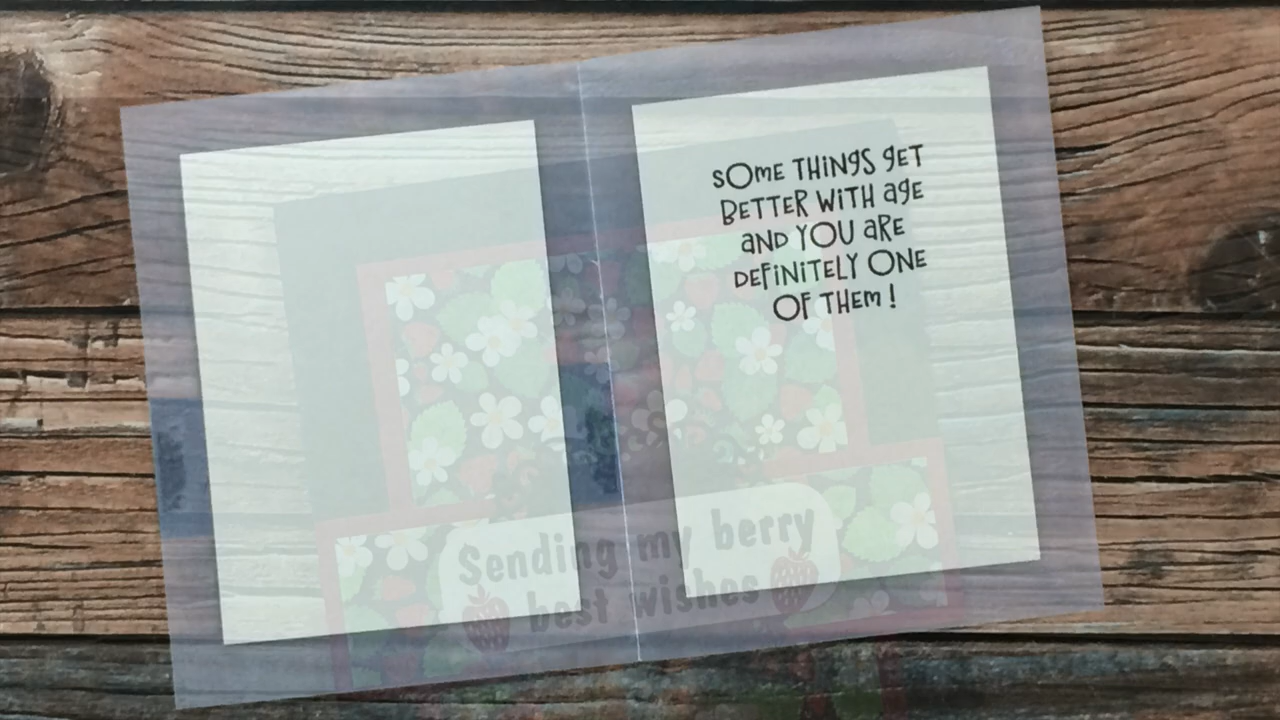 SOME THINGS GET
BETTER WITH AGE
AND YOU ARE
DEFINITELY ONE
OF THEM!
Sending my berry
best wishes